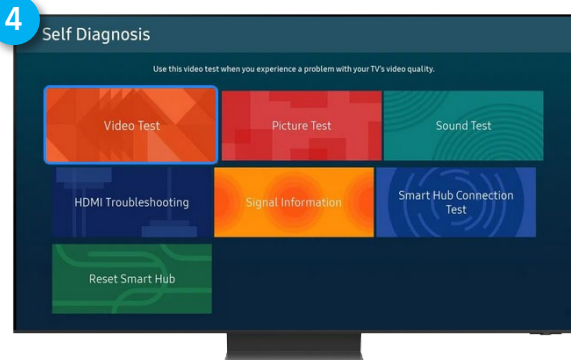 4
Self Diagnosis
Use this video test when you experience a problem with your TV's video quality.
Video Test
Picture Test
Sound Test
HDMI Troubleshooting
Signal Information
Smart Hub Connection
Test
Reset Smart Hub